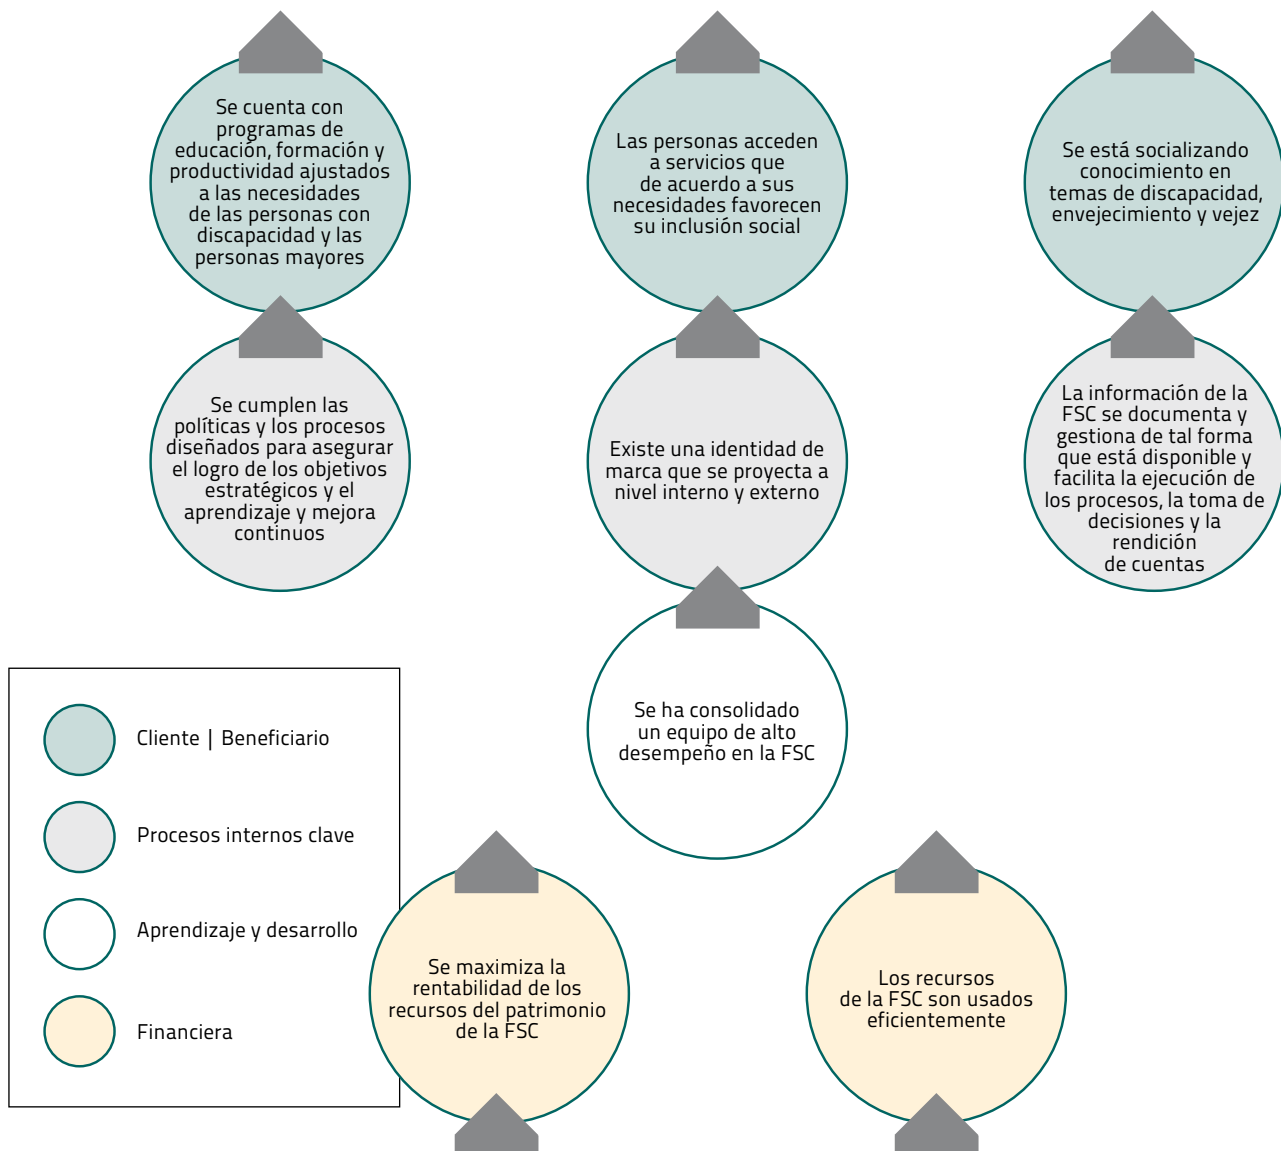 Se cuenta con
programas de
educación, formación y
productividad ajustados
a las necesidades
de las personas con
discapacidad y las
personas mayores
Las personas acceden
a servicios que
de acuerdo a sus
necesidades favorecen
su inclusión social
Se está socializando
conocimiento en
temas de discapacidad,
envejecimiento y vejez
Se cumplen las
políticas y los procesos
diseñados para asegurar
el logro de los objetivos
estratégicos y el
aprendizaje y mejora
continuos
Existe una identidad de
marca que se proyecta a
nivel interno y externo
La información de la
FSC se documenta y
gestiona de tal forma
que está disponible y
facilita la ejecución de
los procesos, la toma de
decisiones y la
rendición
de cuentas
Se ha consolidado
un equipo de alto
desempeño en la FSC
Cliente | Beneficiario
Procesos internos clave
Aprendizaje y desarrollo
Financiera
Se maximiza la
rentabilidad de los
recursos del patrimonio
de la FSC
Los recursos
de la FSC son usados
eficientemente